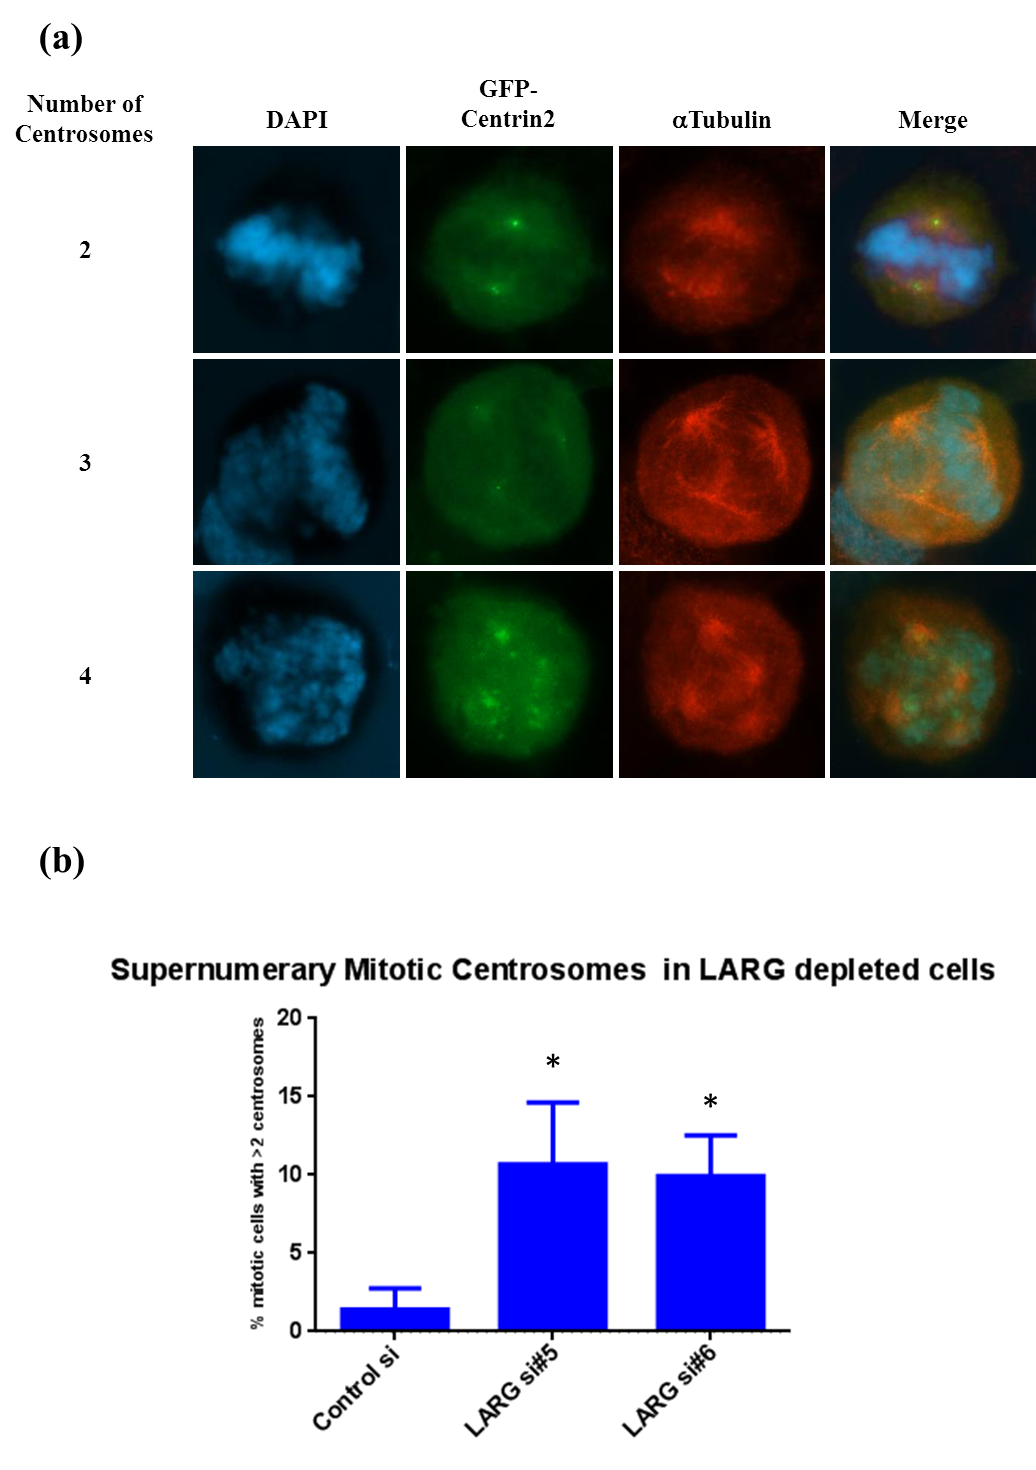 (a)
Number of
Centrosomes
DAPI
GFP-
Centrin2
αTubulin
Merge
2
3
4
(b)
Supernumerary Mitotic Centrosomes in LARG depleted cells
% mitotic cells with >2 centrosomes
20
15
10
5
0
*
*
Control si
LARG si#5
LARG si#6